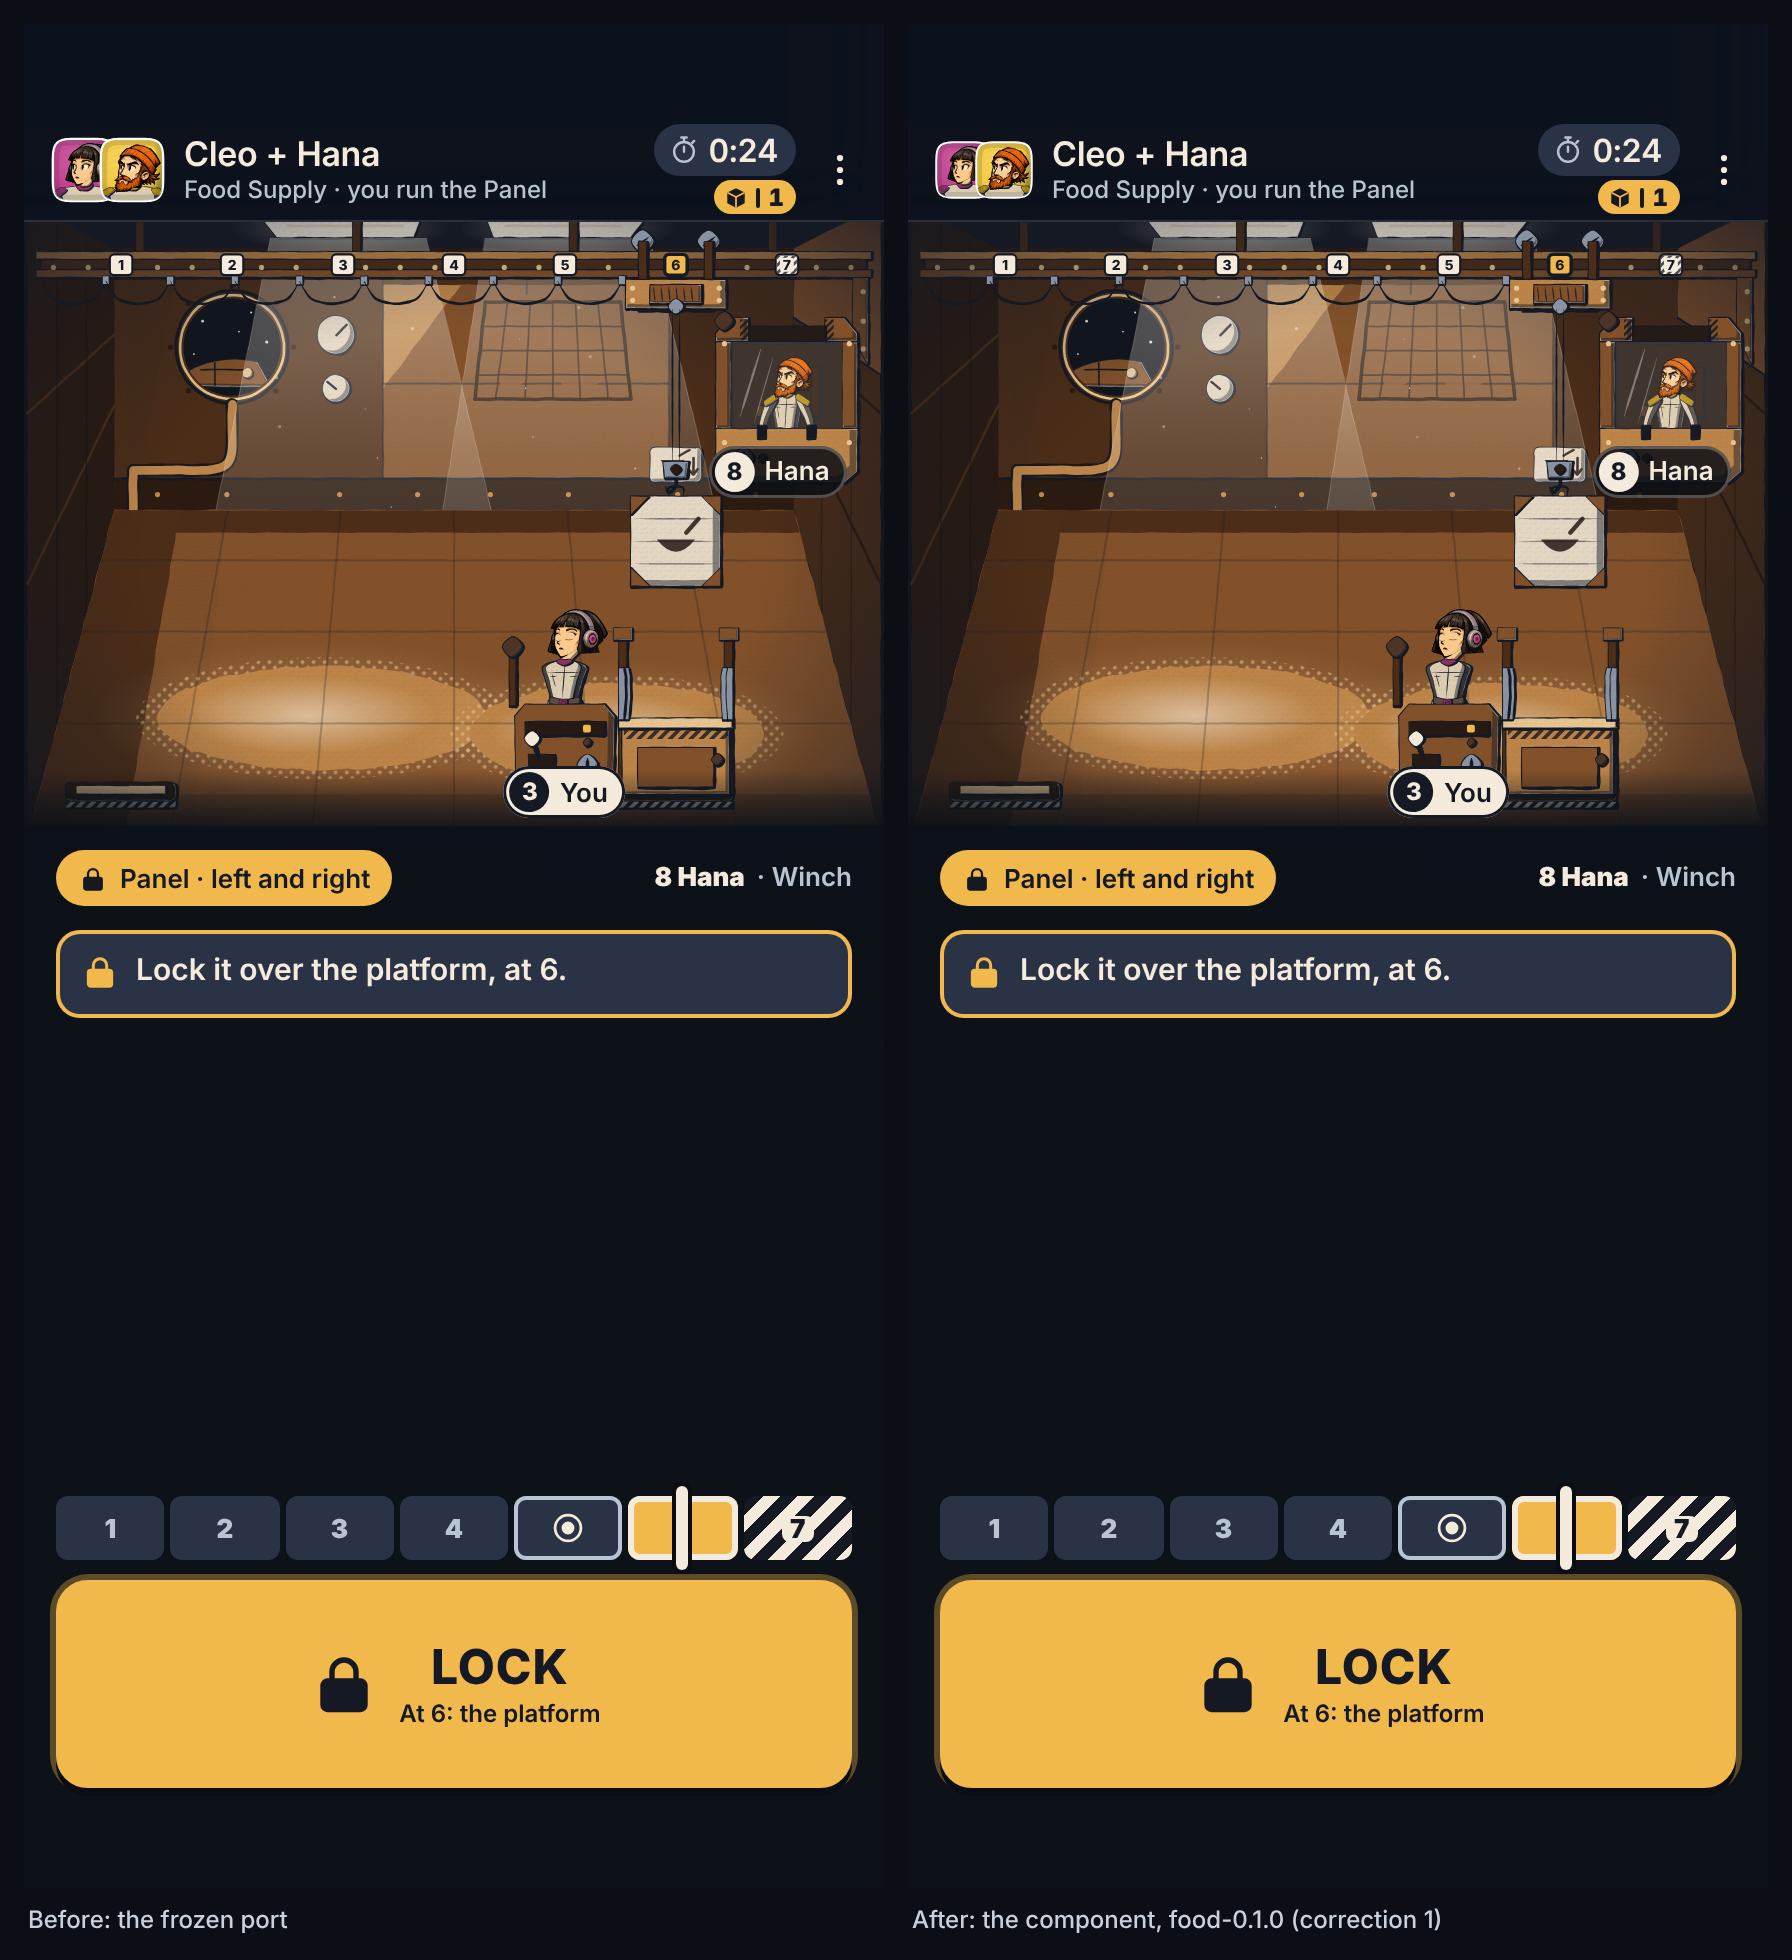 Cleo + Hana
Food Supply · you run the Panel
0:24
1
1 2 3 4 5 6 7
8 Hana
3 You
Panel · left and right
8 Hana · Winch
Lock it over the platform, at 6.
1 2 3 4 7
LOCK
At 6: the platform
Before: the frozen port
Cleo + Hana
Food Supply · you run the Panel
0:24
1
1 2 3 4 5 6 7
8 Hana
3 You
Panel · left and right
8 Hana · Winch
Lock it over the platform, at 6.
1 2 3 4 7
LOCK
At 6: the platform
After: the component, food-0.1.0 (correction 1)